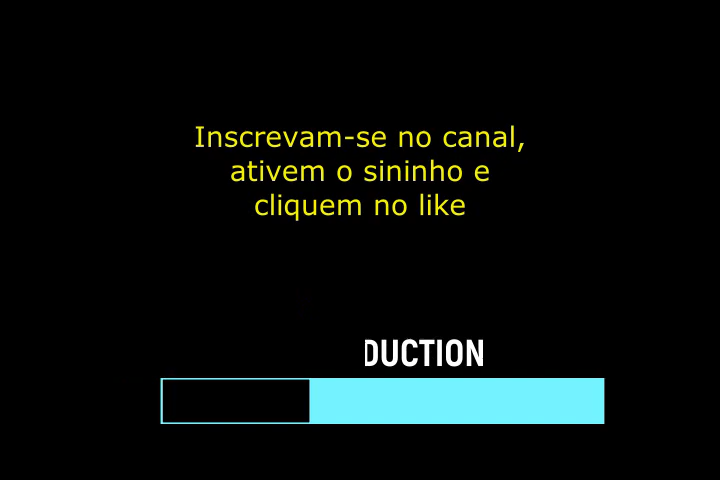 Inscrevam-se no canal,
ativem o sininho e
cliquem no like
DUCTION